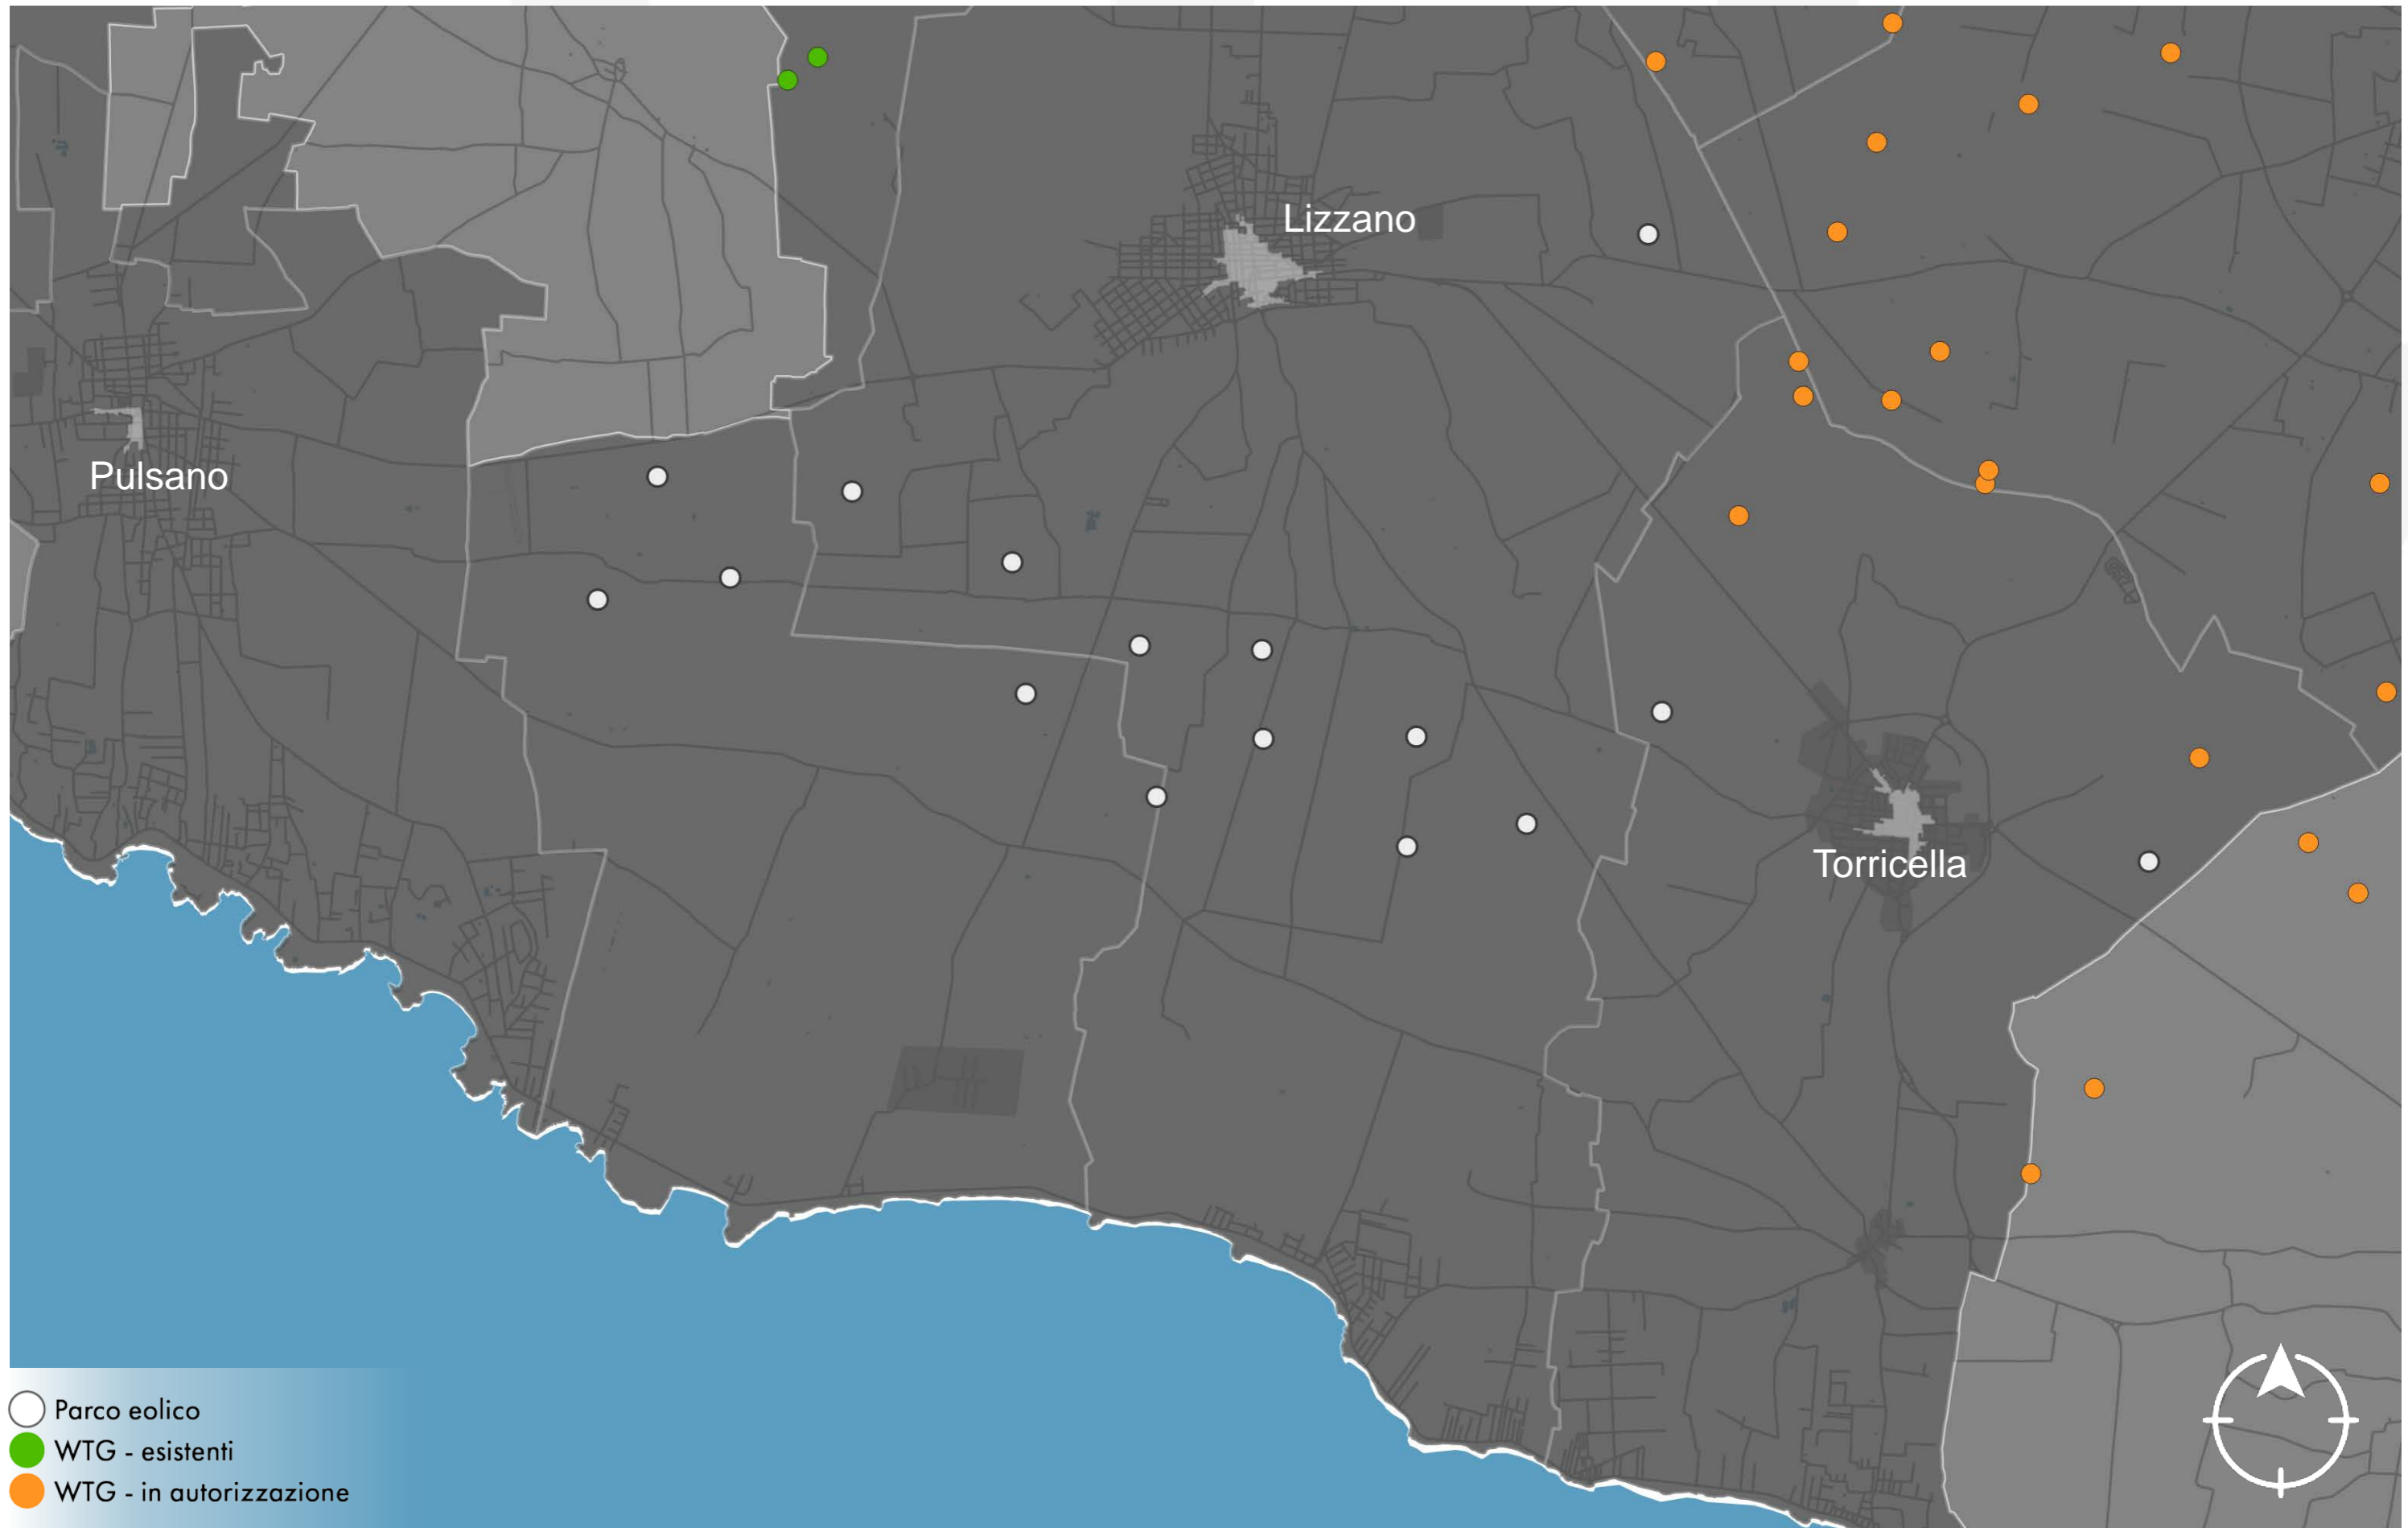 Lizzano
Pulsano
Torricella
Parco eolico
WTG - esistenti
WTG - in autorizzazione